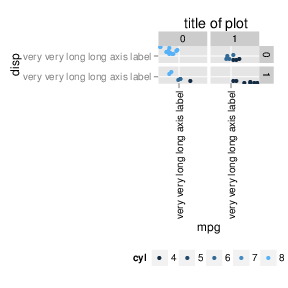 title of plot
0 1
disp
very very long long axis label
0
very very long long axis label
1
very very long long axis label
very very long long axis label
mpg
cyl 4 5 6 7 8